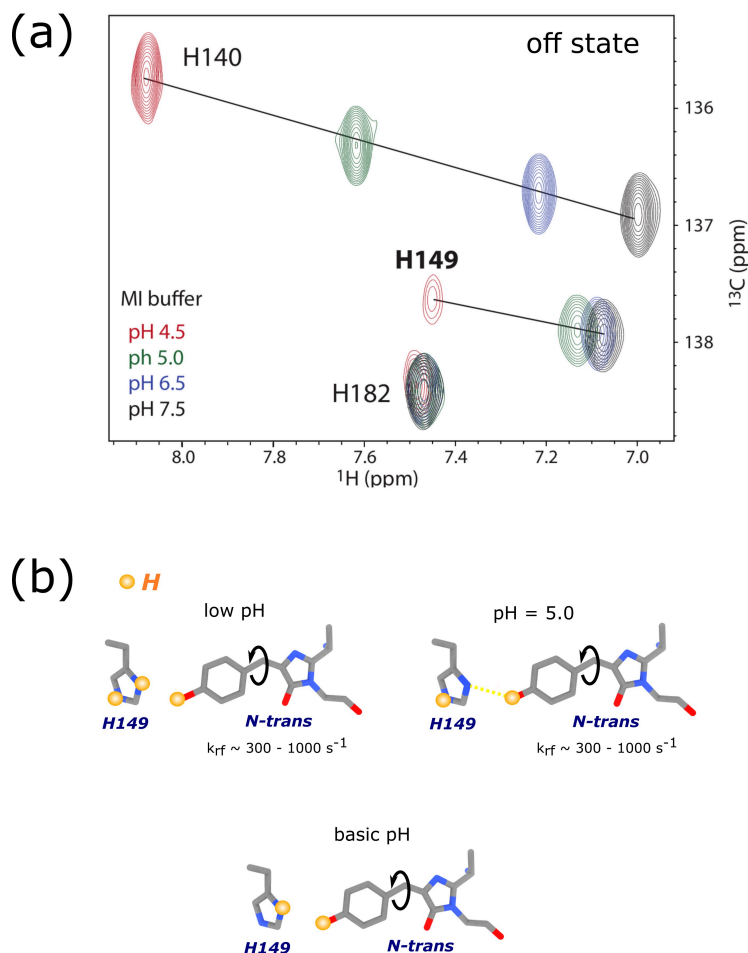 (a)
H140
off state
136
137
138
13C (ppm)
H149
MI buffer
pH 4.5
ph 5.0
pH 6.5
pH 7.5
H182
8.0 7.8 7.6 7.4 7.2 7.0
1H (ppm)
(b)
H
low pH
H149
N-trans
krf ~ 300 - 1000 s-1
pH = 5.0
H149
N-trans
krf ~ 300 - 1000 s-1
basic pH
H149
N-trans